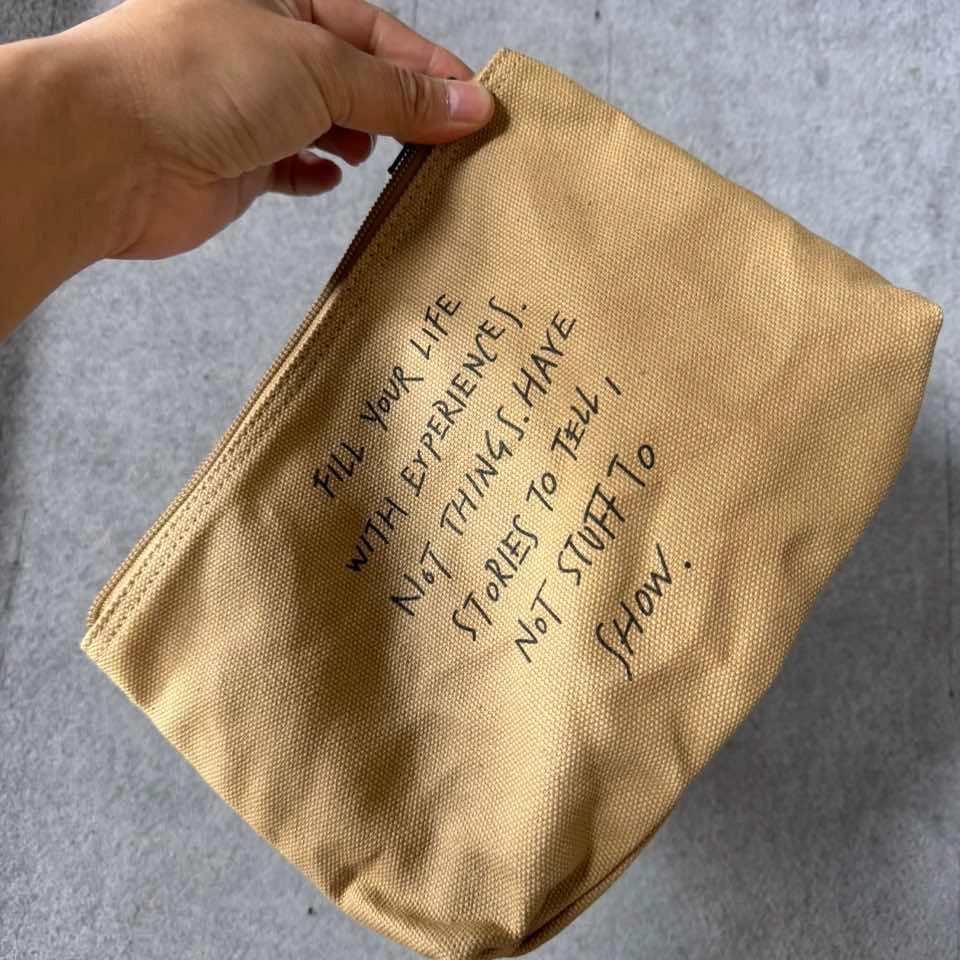 FILL YOUR LIFE
WITH EXPERIENCES.
NOT THINGS. HAVE
STORIES TO TELL,
NOT STUFF TO
SHOW.